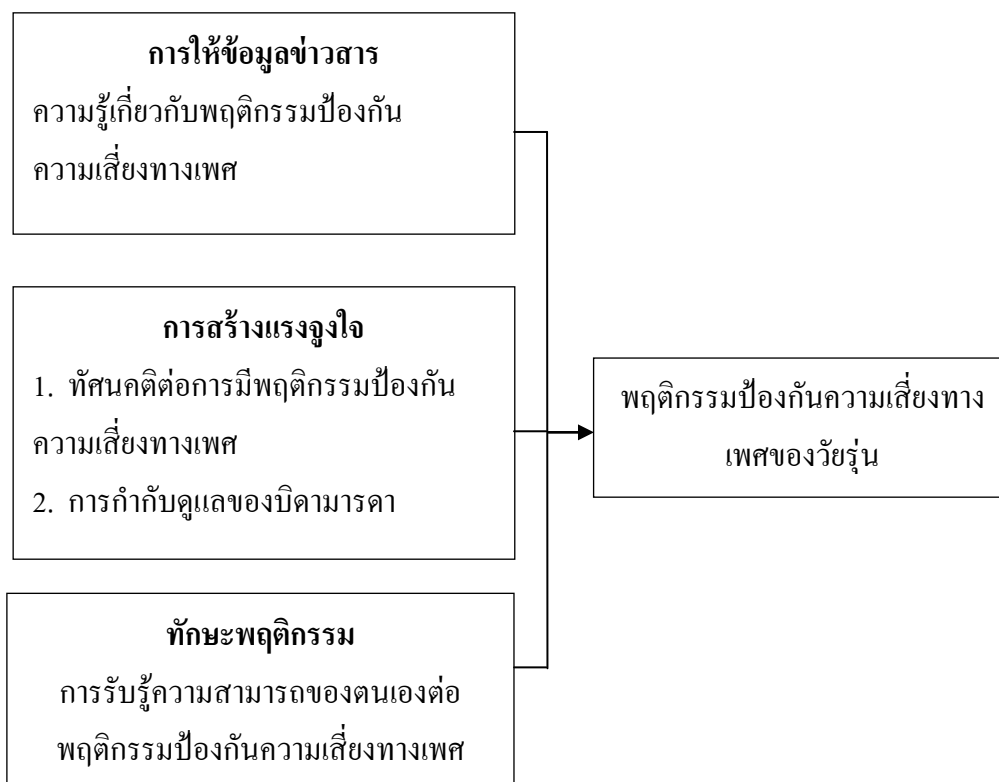 การให้ข้อมูลข่าวสาร
ความรู้เกี่ยวกับพฤติกรรมป้องกัน
ความเสี่ยงทางเพศ
การสร้างแรงจูงใจ
1. ทัศนคติต่อการมีพฤติกรรมป้องกัน
ความเสี่ยงทางเพศ
2. การกำกับดูแลของบิดามารดา
ทักษะพฤติกรรม
การรับรู้ความสามารถของตนเองต่อ
พฤติกรรมป้องกันความเสี่ยงทางเพศ
พฤติกรรมป้องกันความเสี่ยงทาง
เพศของวัยรุ่น